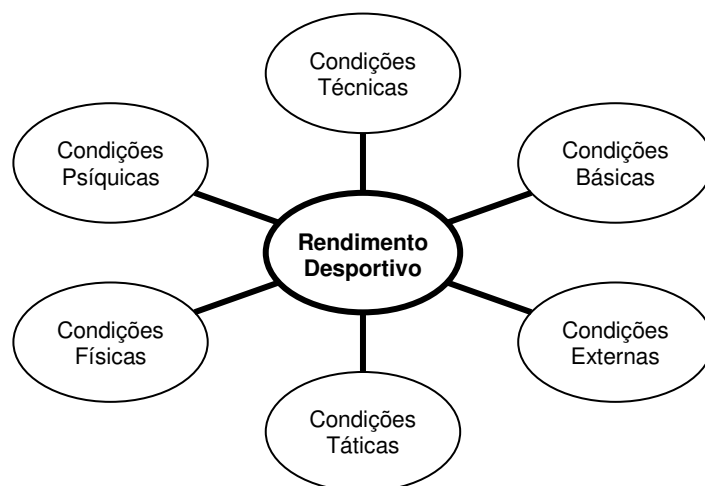 Condições
Técnicas
Condições
Psíquicas
Condições
Básicas
Rendimento
Desportivo
Condições
Físicas
Condições
Externas
Condições
Táticas